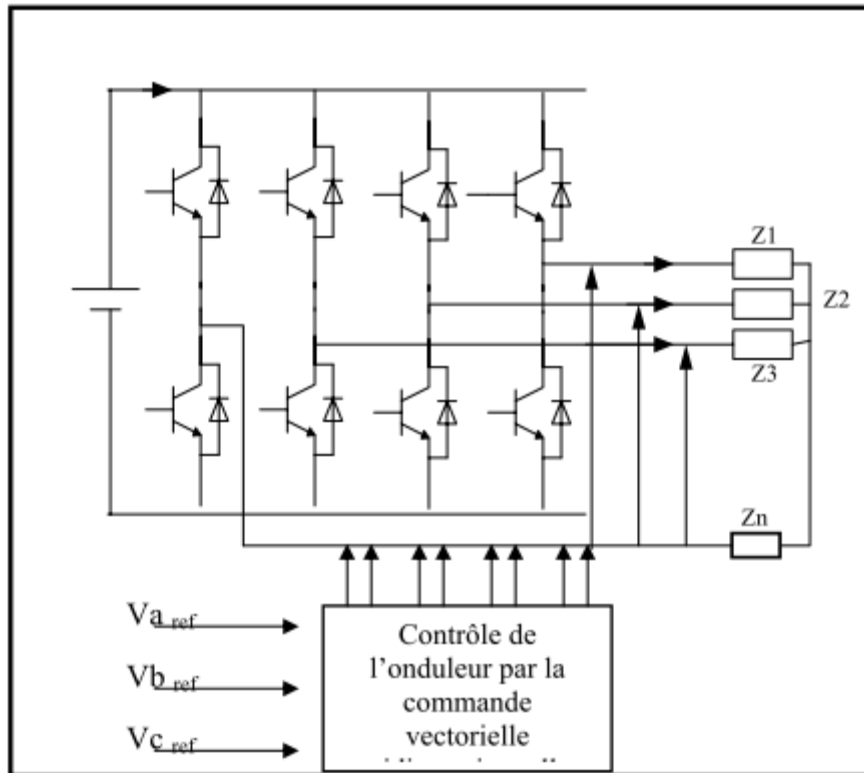 Z1
Z2
Z3
Zn
Va ref
Vb ref
Vc ref
Contrôle de
l'onduleur par la
commande
vectorielle